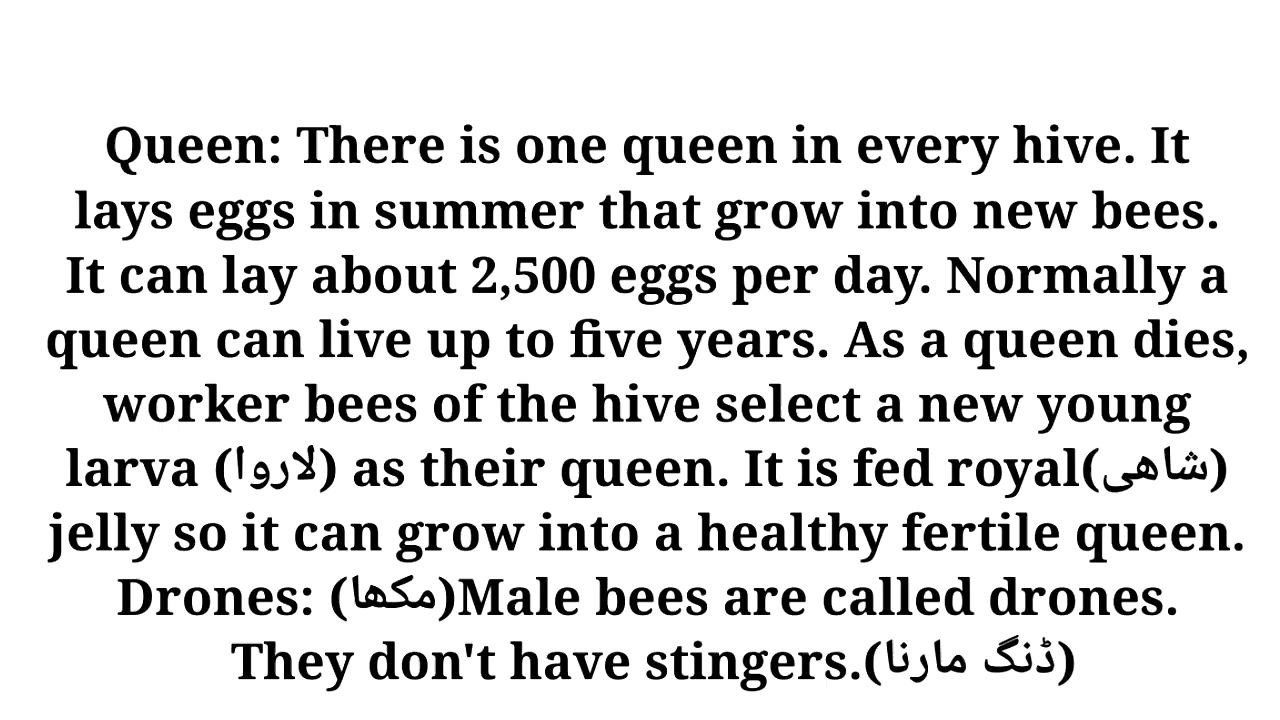 Queen: There is one queen in every hive. It
lays eggs in summer that grow into new bees.
It can lay about 2,500 eggs per day. Normally a
queen can live up to five years. As a queen dies,
worker bees of the hive select a new young
larva (لاروا) as their queen. It is fed royal(شاهی)
jelly so it can grow into a healthy fertile queen.
Drones: (مکھا)Male bees are called drones.
They don't have stingers.(ڈنگ مارنا)